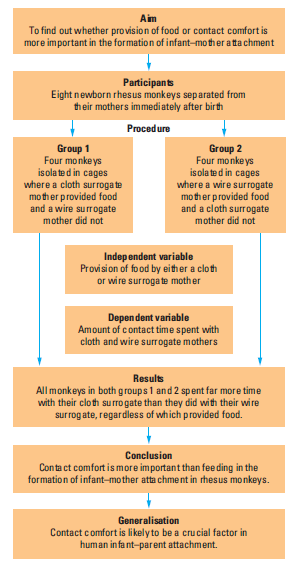 Aim
To find out whether provision of food or contact comfort is
more important in the formation of infant–mother attachment
Participants
Eight newborn rhesus monkeys separated from
their mothers immediately after birth
Procedure
Group 1
Four monkeys
isolated in cages
where a cloth surrogate
mother provided food
and a wire surrogate
mother did not
Group 2
Four monkeys
isolated in cages
where a wire surrogate
mother provided food
and a cloth surrogate
mother did not
Independent variable
Provision of food by either a cloth
or wire surrogate mother
Dependent variable
Amount of contact time spent with
cloth and wire surrogate mothers
Results
All monkeys in both groups 1 and 2 spent far more time
with their cloth surrogate than they did with their wire
surrogate, regardless of which provided food.
Conclusion
Contact comfort is more important than feeding in the
formation of infant–mother attachment in rhesus monkeys.
Generalisation
Contact comfort is likely to be a crucial factor in
human infant–parent attachment.